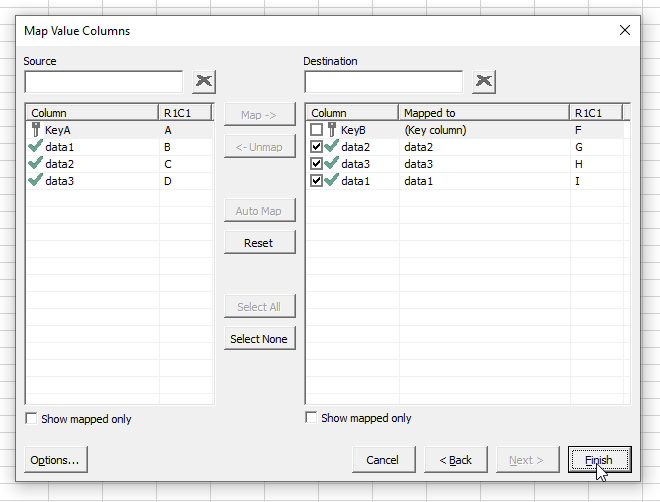 Map Value Columns
Source
Destination
Column R1C1
KeyA A
data1 B
data2 C
data3 D
Map ->
<- Unmap
Auto Map
Reset
Select All
Select None
Column Mapped to R1C1
KeyB (Key column) F
data2 data2 G
data3 data3 H
data1 data1 I
Show mapped only
Show mapped only
Options...
Cancel
< Back
Next >
Finish